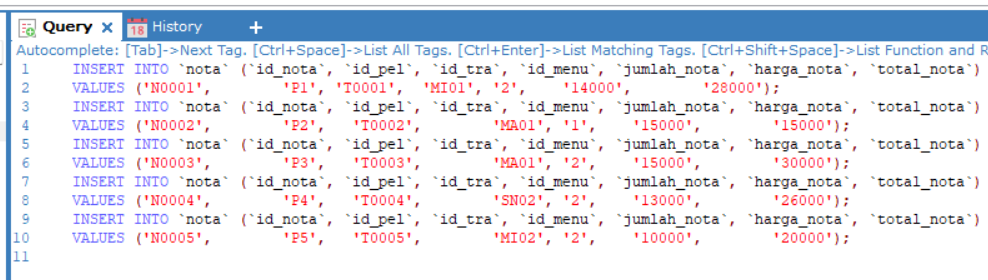 Query History +
18
Autocomplete: [Tab]->Next Tag. [Ctrl+Space]->List All Tags. [Ctrl+Enter]->List Matching Tags. [Ctrl+Shift+Space]->List Function and R
1 INSERT INTO `nota` (`id_nota`, `id_pel`, `id_tra`, `id_menu`, `jumlah_nota`, `harga_nota`, `total_nota`)
2 VALUES ('N0001', 'P1', 'T0001', 'MI01', '2', '14000', '28000');
3 INSERT INTO `nota` (`id_nota`, `id_pel`, `id_tra`, `id_menu`, `jumlah_nota`, `harga_nota`, `total_nota`)
4 VALUES ('N0002', 'P2', 'T0002', 'MA01', '1', '15000', '15000');
5 INSERT INTO `nota` (`id_nota`, `id_pel`, `id_tra`, `id_menu`, `jumlah_nota`, `harga_nota`, `total_nota`)
6 VALUES ('N0003', 'P3', 'T0003', 'MA01', '2', '15000', '30000');
7 INSERT INTO `nota` (`id_nota`, `id_pel`, `id_tra`, `id_menu`, `jumlah_nota`, `harga_nota`, `total_nota`)
8 VALUES ('N0004', 'P4', 'T0004', 'SN02', '2', '13000', '26000');
9 INSERT INTO `nota` (`id_nota`, `id_pel`, `id_tra`, `id_menu`, `jumlah_nota`, `harga_nota`, `total_nota`)
10 VALUES ('N0005', 'P5', 'T0005', 'MI02', '2', '10000', '20000');
11